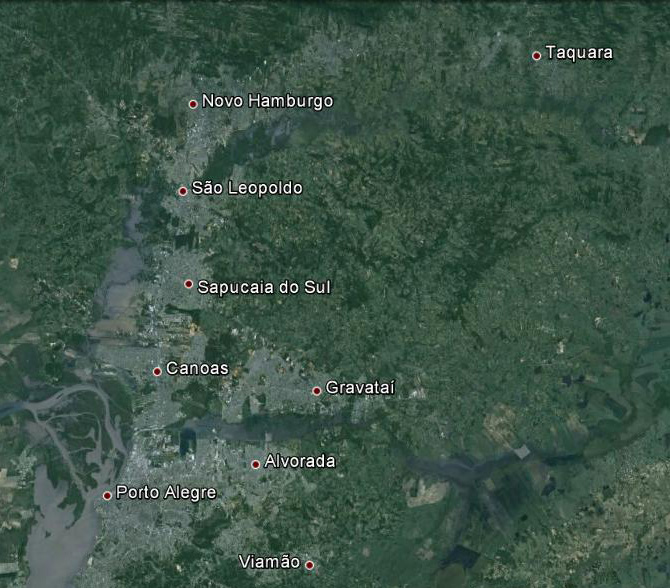 Taquara
Novo Hamburgo
São Leopoldo
Sapucaia do Sul
Canoas
Gravataí
Alvorada
Porto Alegre
Viamão